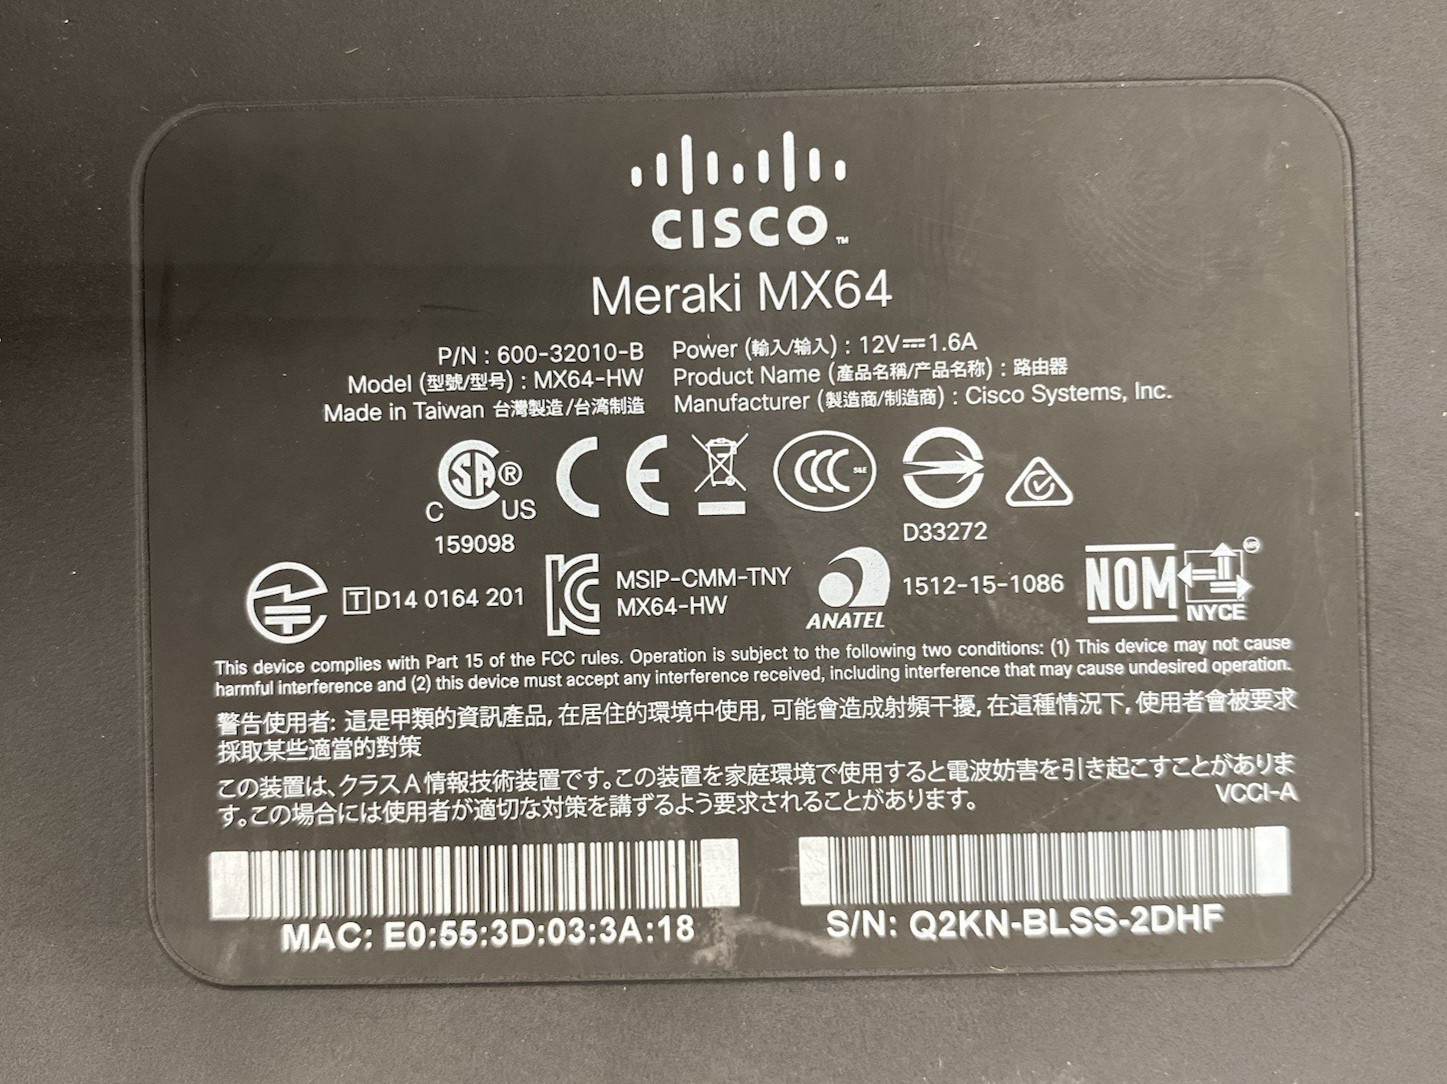 CISCO™
Meraki MX64
P/N : 600-32010-B
Model (型號/型号) : MX64-HW
Made in Taiwan 台灣製造/台湾制造
Power (輸入/输入) : 12V⎓1.6A
Product Name (產品名稱/产品名称) : 路由器
Manufacturer (製造商/制造商) : Cisco Systems, Inc.
SA®
C US
159098
CE
CCC S&E
D33272
T D14 0164 201
KC
MSIP-CMM-TNY
MX64-HW
ANATEL
1512-15-1086
NOM
NYCE MR
This device complies with Part 15 of the FCC rules. Operation is subject to the following two conditions: (1) This device may not cause
harmful interference and (2) this device must accept any interference received, including interference that may cause undesired operation.
警告使用者: 這是甲類的資訊產品, 在居住的環境中使用, 可能會造成射頻干擾, 在這種情況下, 使用者會被要求
採取某些適當的對策
この装置は、クラスA情報技術装置です。この装置を家庭環境で使用すると電波妨害を引き起こすことがありま
す。この場合には使用者が適切な対策を講ずるよう要求されることがあります。 VCCI-A
MAC: E0:55:3D:03:3A:18
S/N: Q2KN-BLSS-2DHF